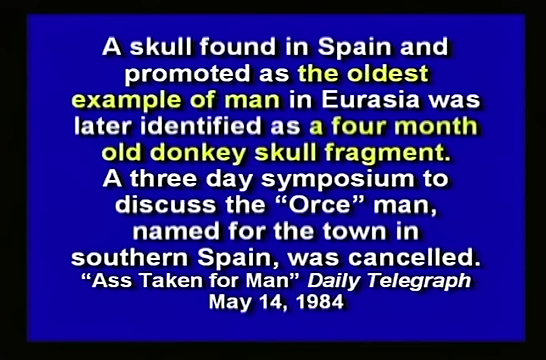 A skull found in Spain and
promoted as the oldest
example of man in Eurasia was
later identified as a four month
old donkey skull fragment.
A three day symposium to
discuss the “Orce” man,
named for the town in
southern Spain, was cancelled.
“Ass Taken for Man” Daily Telegraph
May 14, 1984